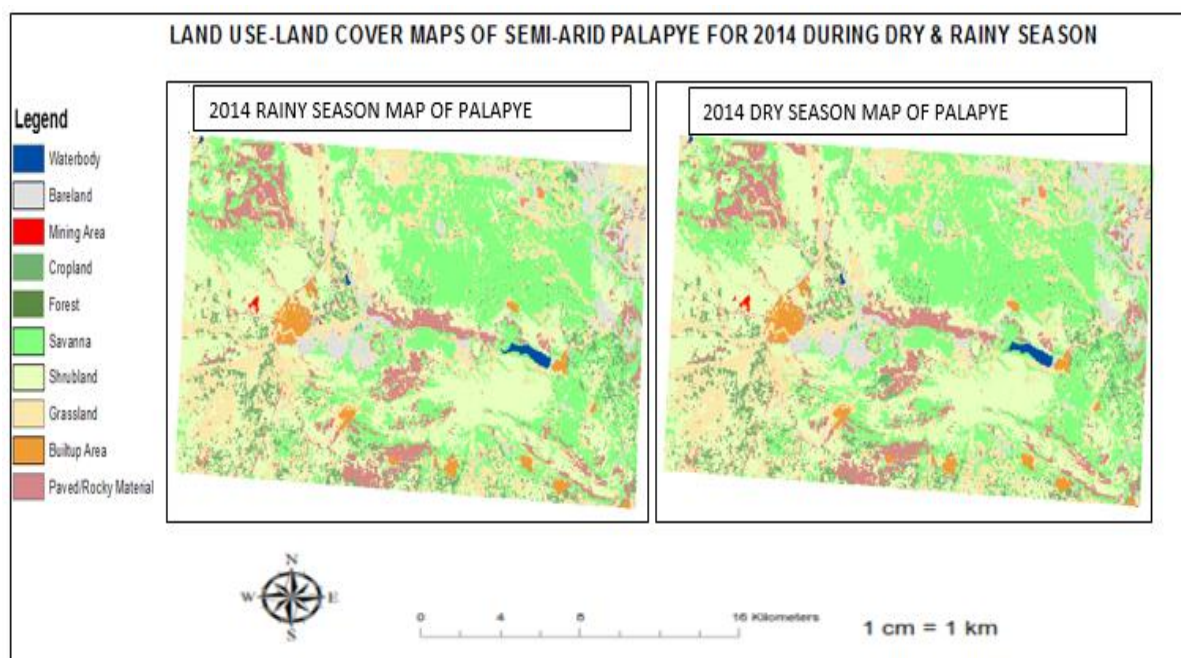 LAND USE-LAND COVER MAPS OF SEMI-ARID PALAPYE FOR 2014 DURING DRY & RAINY SEASON
2014 RAINY SEASON MAP OF PALAPYE
2014 DRY SEASON MAP OF PALAPYE
Legend
Waterbody
Bareland
Mining Area
Cropland
Forest
Savanna
Shrubland
Grassland
Builtup Area
Paved/Rocky Material
N
W E
S
0 4 8 16 Kilometers
1 cm = 1 km